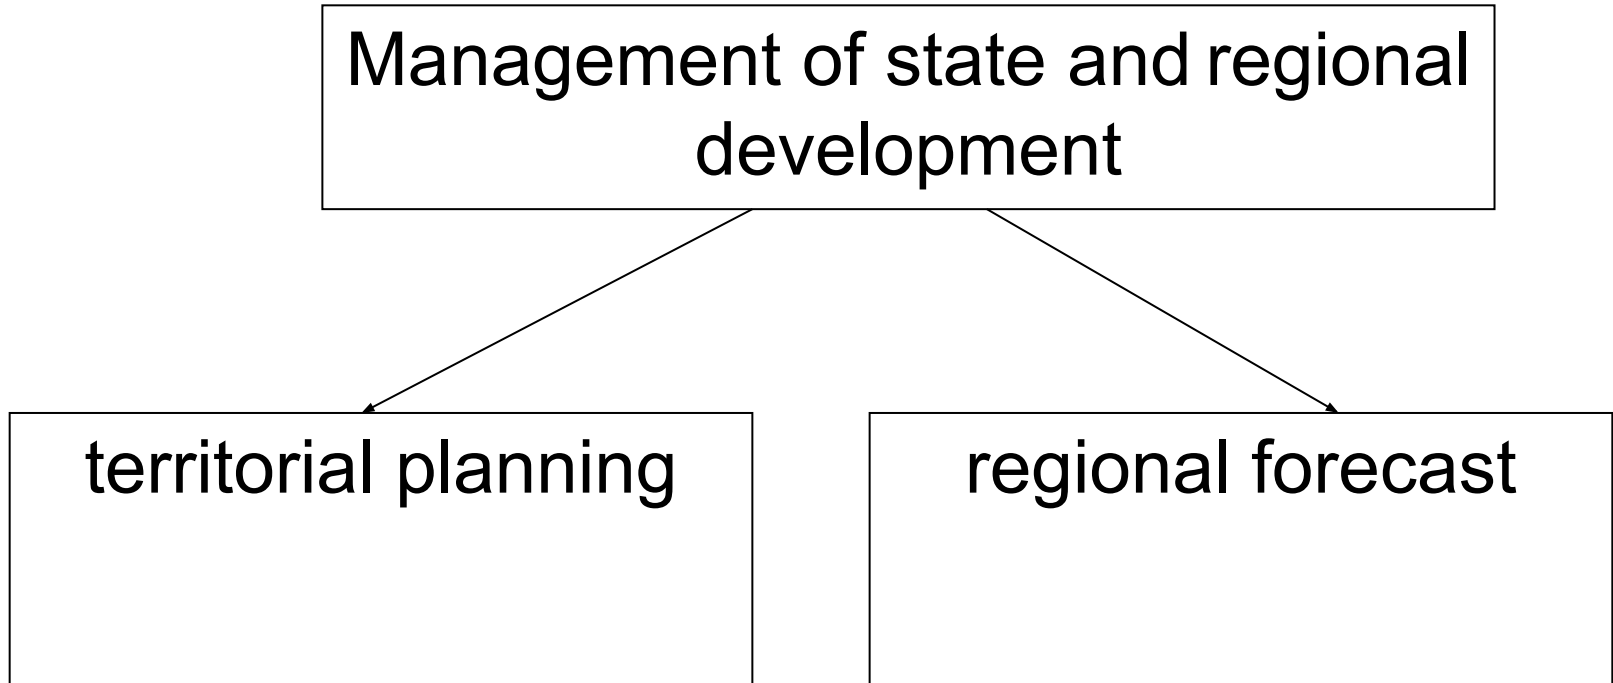 Management of state and regional
development
territorial planning
regional forecast